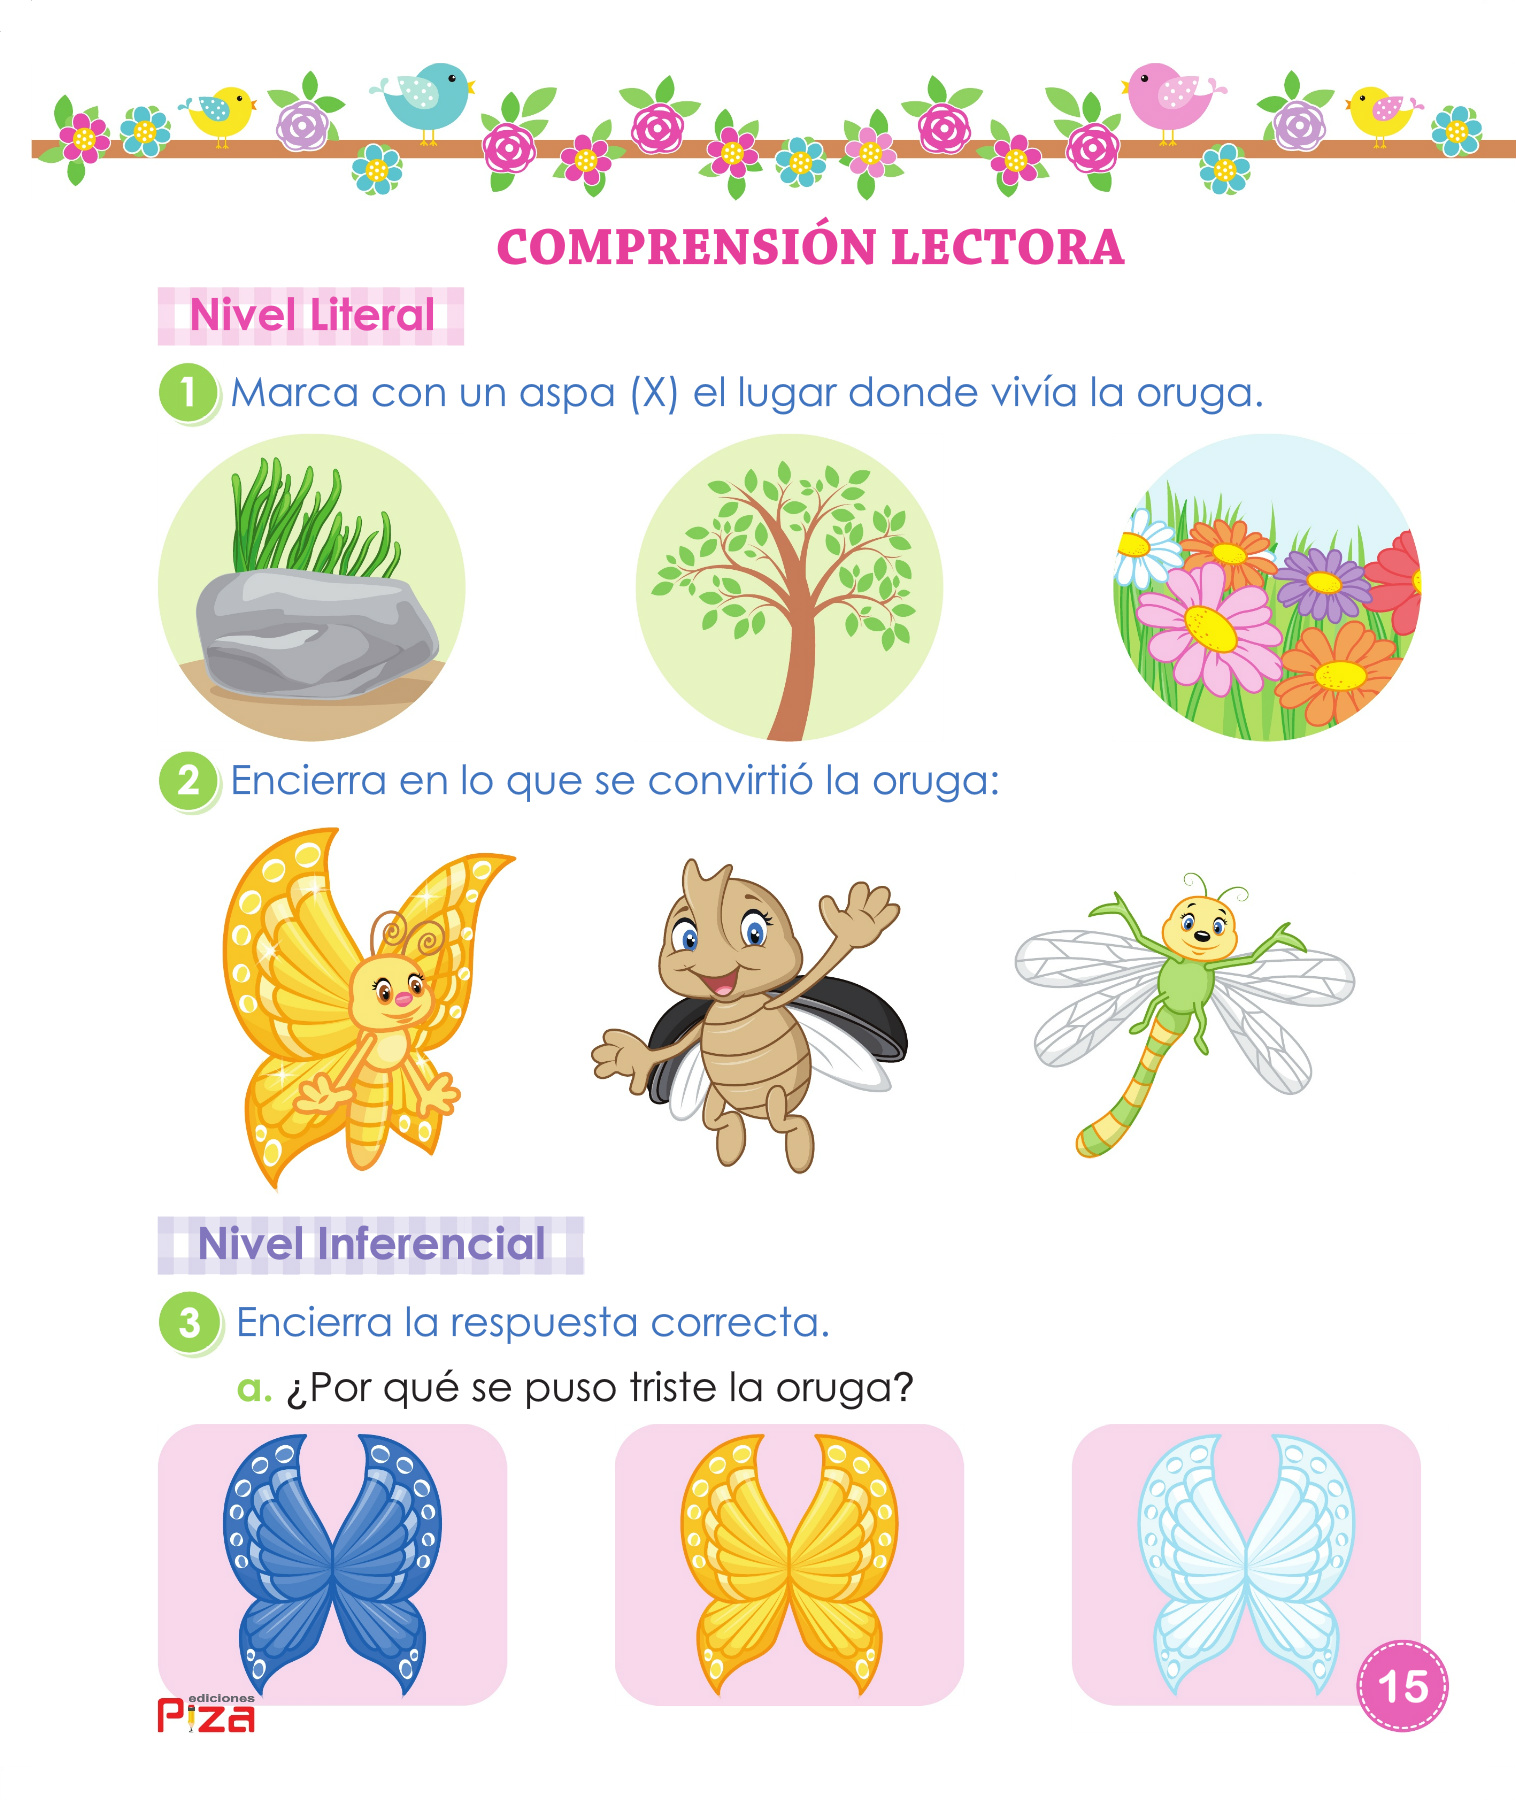 COMPRENSIÓN LECTORA
Nivel Literal
1 Marca con un aspa (X) el lugar donde vivía la oruga.
2 Encierra en lo que se convirtió la oruga:
Nivel Inferencial
3 Encierra la respuesta correcta.
a. ¿Por qué se puso triste la oruga?
ediciones
Piza
15